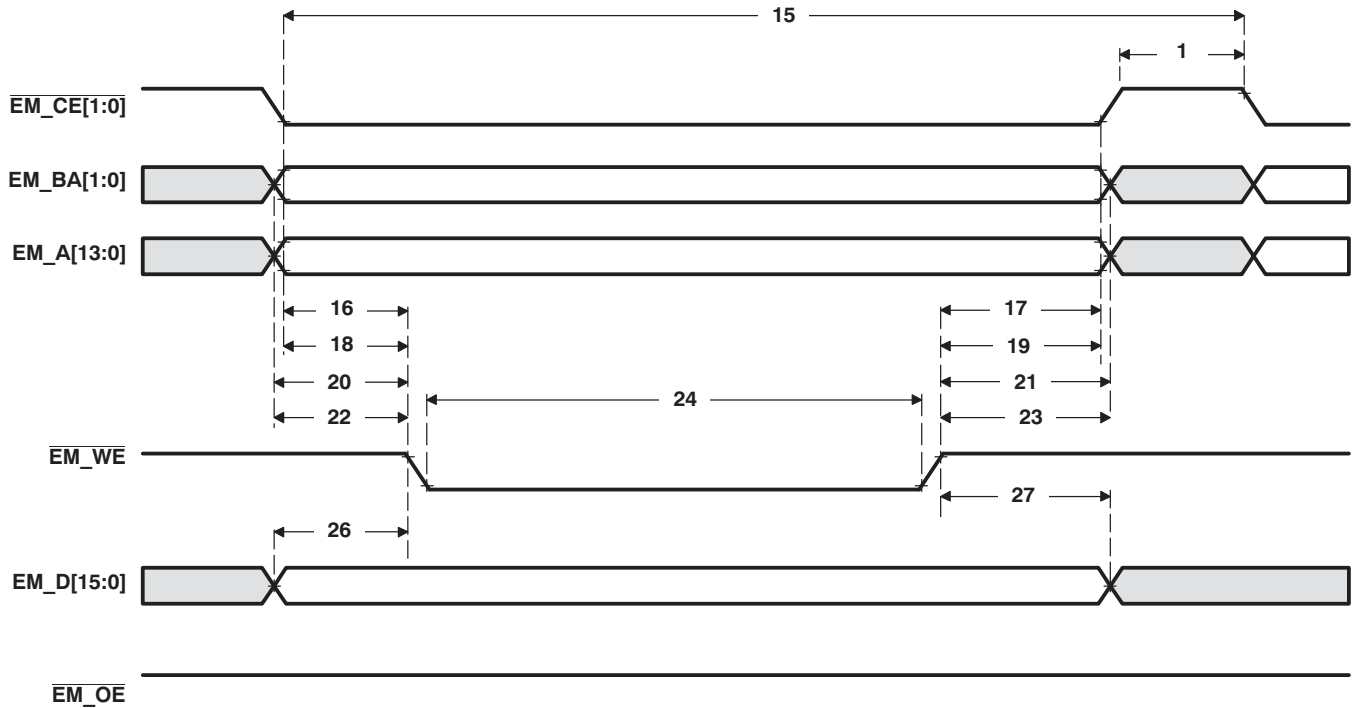 15
1
EM_CE[1:0]
EM_BA[1:0]
EM_A[13:0]
16
17
18
19
20
21
24
22
23
EM_WE
27
26
EM_D[15:0]
EM_OE